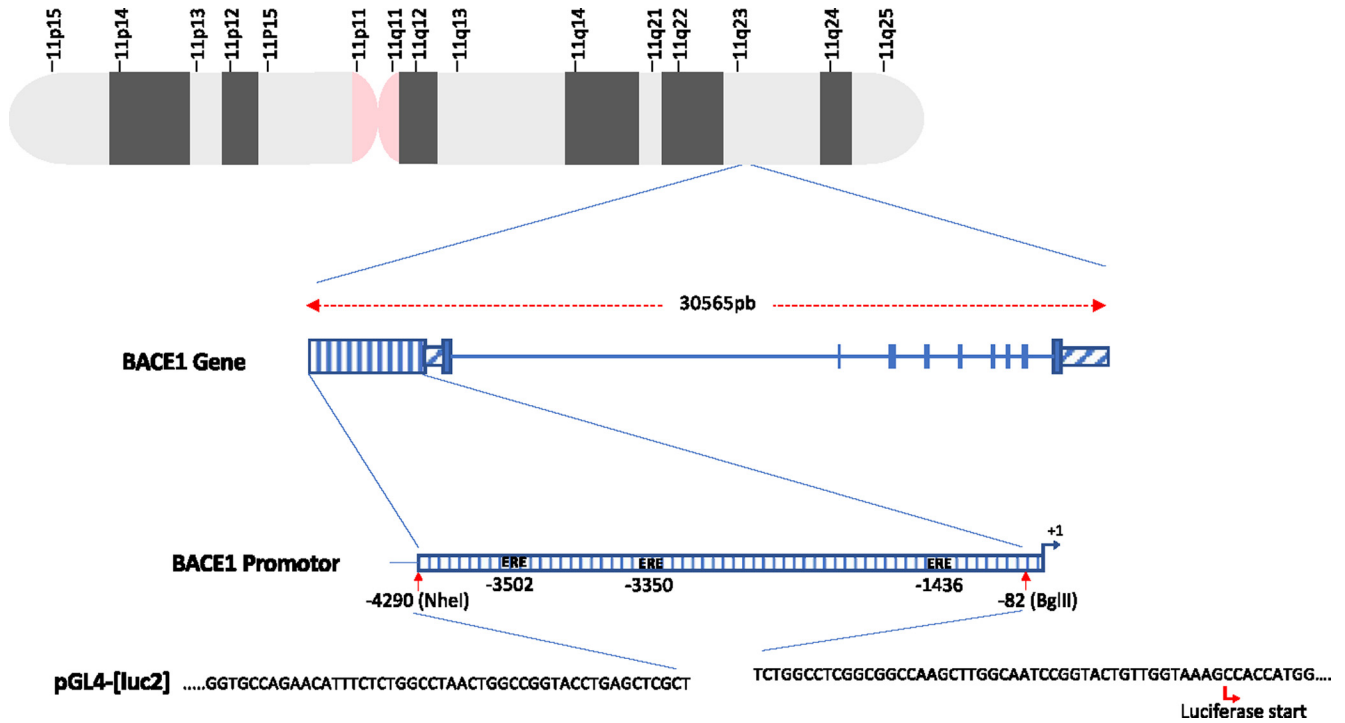 11p15
11p14
11p13
11p12
11P15
11p11
11q11
11q12
11q13
11q14
11q21
11q22
11q23
11q24
11q25
30565pb
BACE1 Gene
+1
BACE1 Promotor
ERE ERE ERE
-3502 -3350 -1436
-4290 (NheI) -82 (BglII)
pGL4-[luc2] .....GGTGCCAGAACATTTCTCTGGCCTAACTGGCCGGTACCTGAGCTCGCT TCTGGCCTCGGCGGCCAAGCTTGGCAATCCGGTACTGTTGGTAAAGCCACCATGG....
Luciferase start